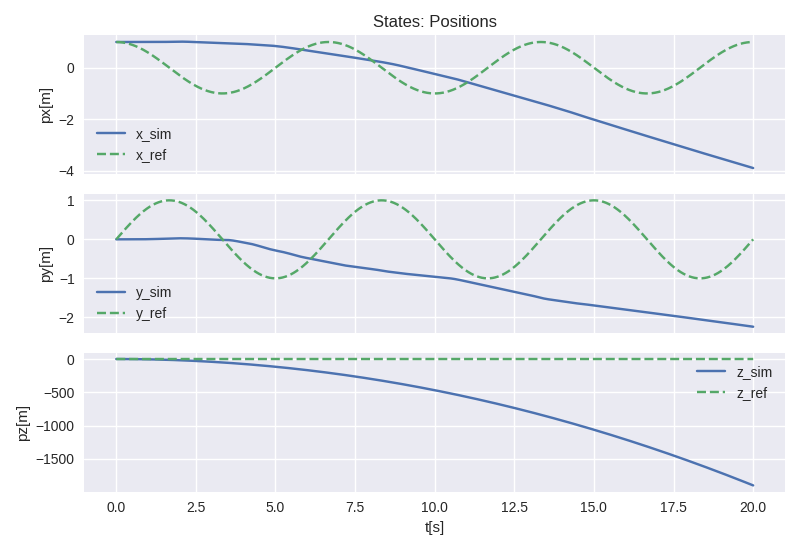 States: Positions
px[m]
0
−2
−4
x_sim
x_ref
py[m]
1
0
−1
−2
y_sim
y_ref
pz[m]
0
−500
−1000
−1500
z_sim
z_ref
0.0 2.5 5.0 7.5 10.0 12.5 15.0 17.5 20.0
t[s]